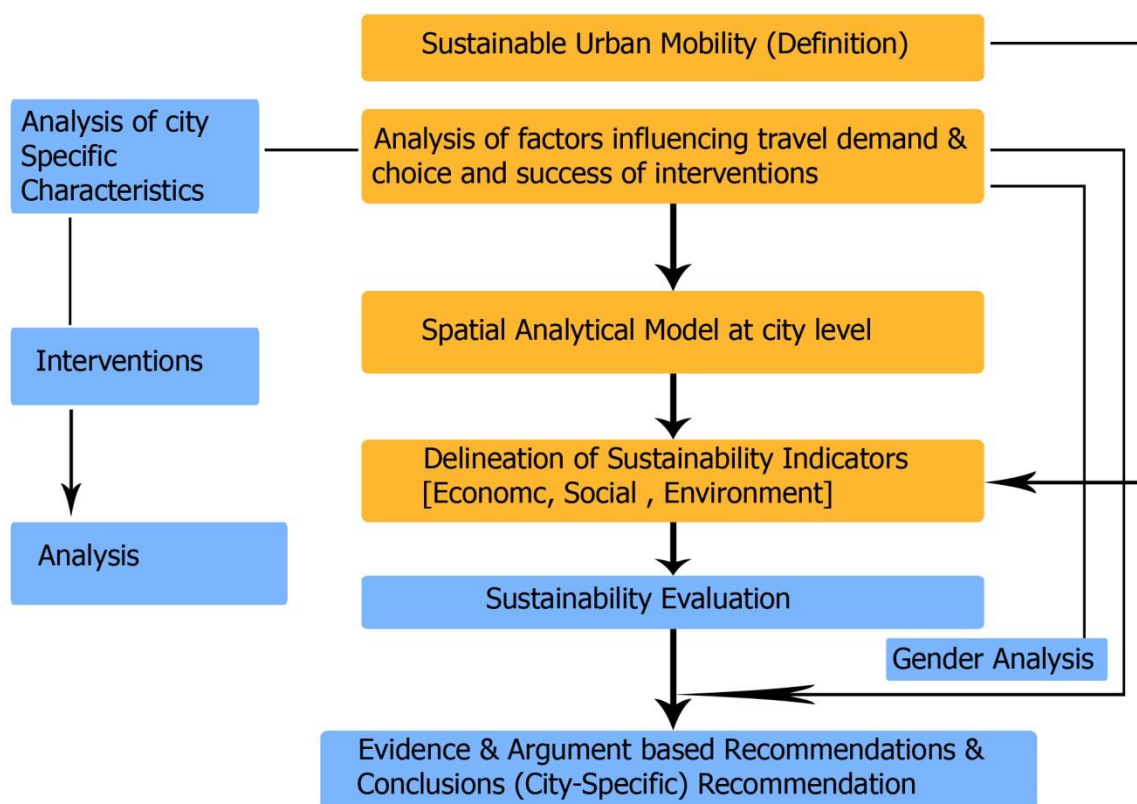 Sustainable Urban Mobility (Definition)
Analysis of city
Specific
Characteristics
Analysis of factors influencing travel demand &
choice and success of interventions
Spatial Analytical Model at city level
Interventions
Delineation of Sustainability Indicators
[Economc, Social , Environment]
Analysis
Sustainability Evaluation
Gender Analysis
Evidence & Argument based Recommendations &
Conclusions (City-Specific) Recommendation